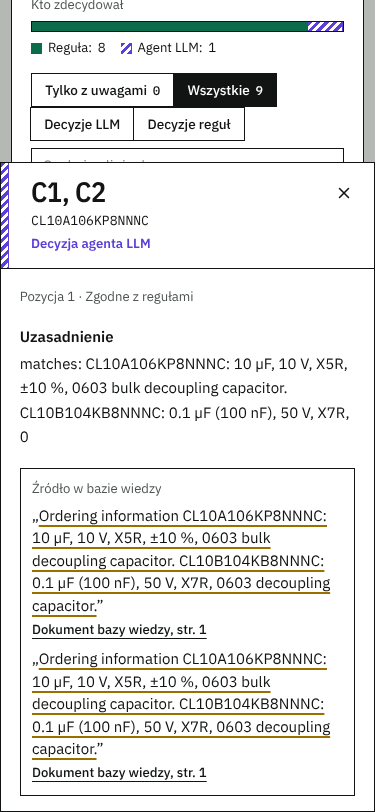 Kto zdecydował
Reguła: 8 Agent LLM: 1
Tylko z uwagami 0 Wszystkie 9
Decyzje LLM Decyzje reguł
C1, C2
CL10A106KP8NNNC
Decyzja agenta LLM
Pozycja 1 · Zgodne z regułami
Uzasadnienie
matches: CL10A106KP8NNNC: 10 µF, 10 V, X5R,
±10 %, 0603 bulk decoupling capacitor.
CL10B104KB8NNNC: 0.1 µF (100 nF), 50 V, X7R,
0
Źródło w bazie wiedzy
„Ordering information CL10A106KP8NNNC:
10 µF, 10 V, X5R, ±10 %, 0603 bulk
decoupling capacitor. CL10B104KB8NNNC:
0.1 µF (100 nF), 50 V, X7R, 0603 decoupling
capacitor.”
Dokument bazy wiedzy, str. 1
„Ordering information CL10A106KP8NNNC:
10 µF, 10 V, X5R, ±10 %, 0603 bulk
decoupling capacitor. CL10B104KB8NNNC:
0.1 µF (100 nF), 50 V, X7R, 0603 decoupling
capacitor.”
Dokument bazy wiedzy, str. 1